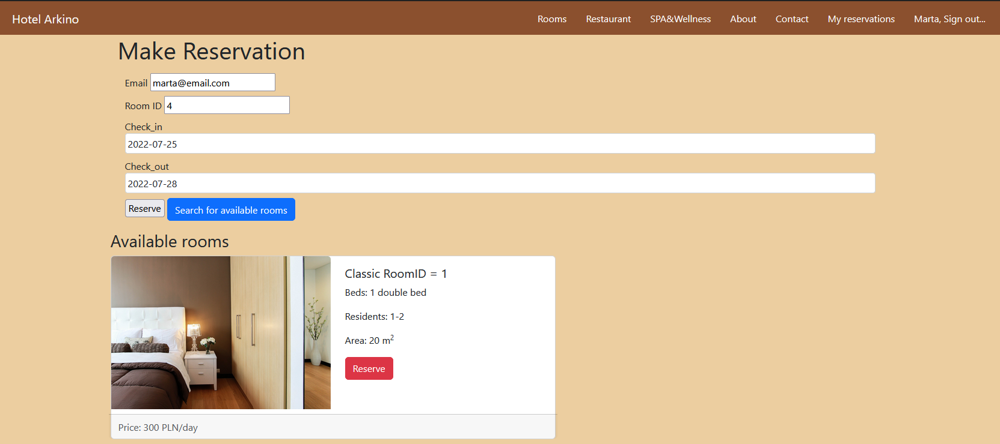 Hotel Arkino Rooms Restaurant SPA&Wellness About Contact My reservations Marta, Sign out...
Make Reservation
Email marta@email.com
Room ID 4
Check_in
2022-07-25
Check_out
2022-07-28
Reserve Search for available rooms
Available rooms
Classic RoomID = 1
Beds: 1 double bed
Residents: 1-2
Area: 20 m²
Reserve
Price: 300 PLN/day